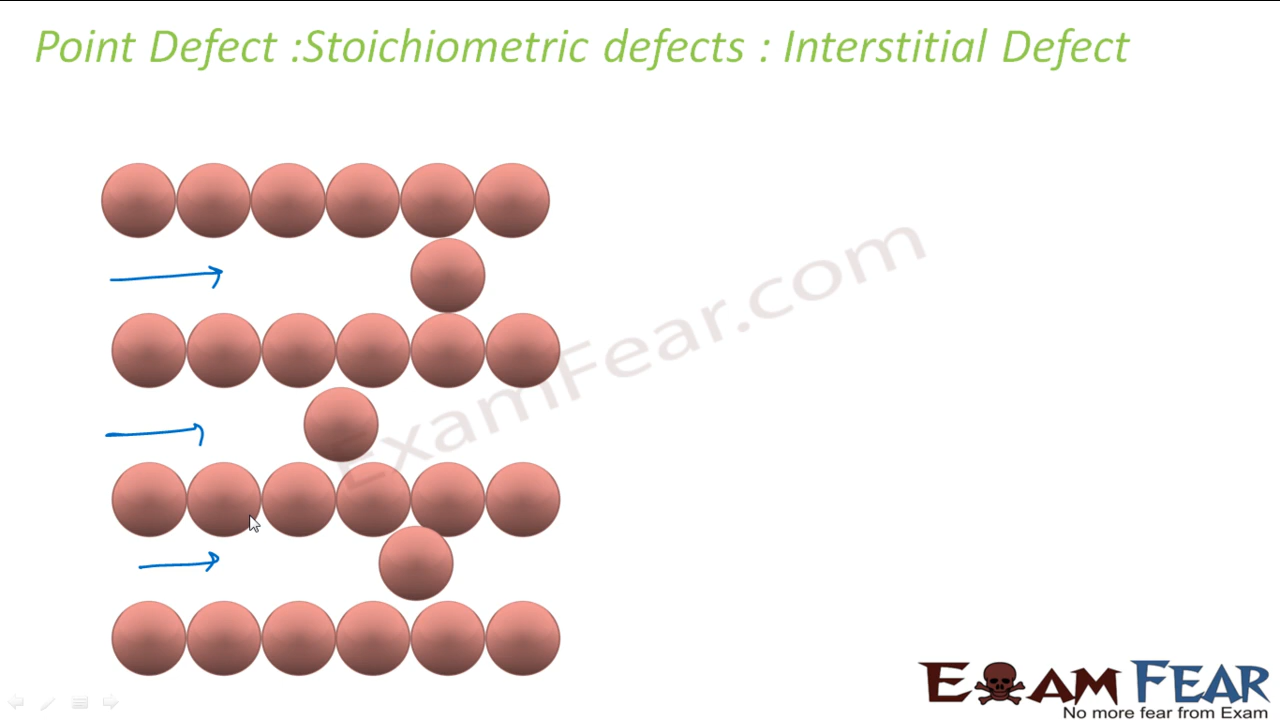 Point Defect :Stoichiometric defects : Interstitial Defect
ExamFear.com
EXAM FEAR
No more fear from Exam